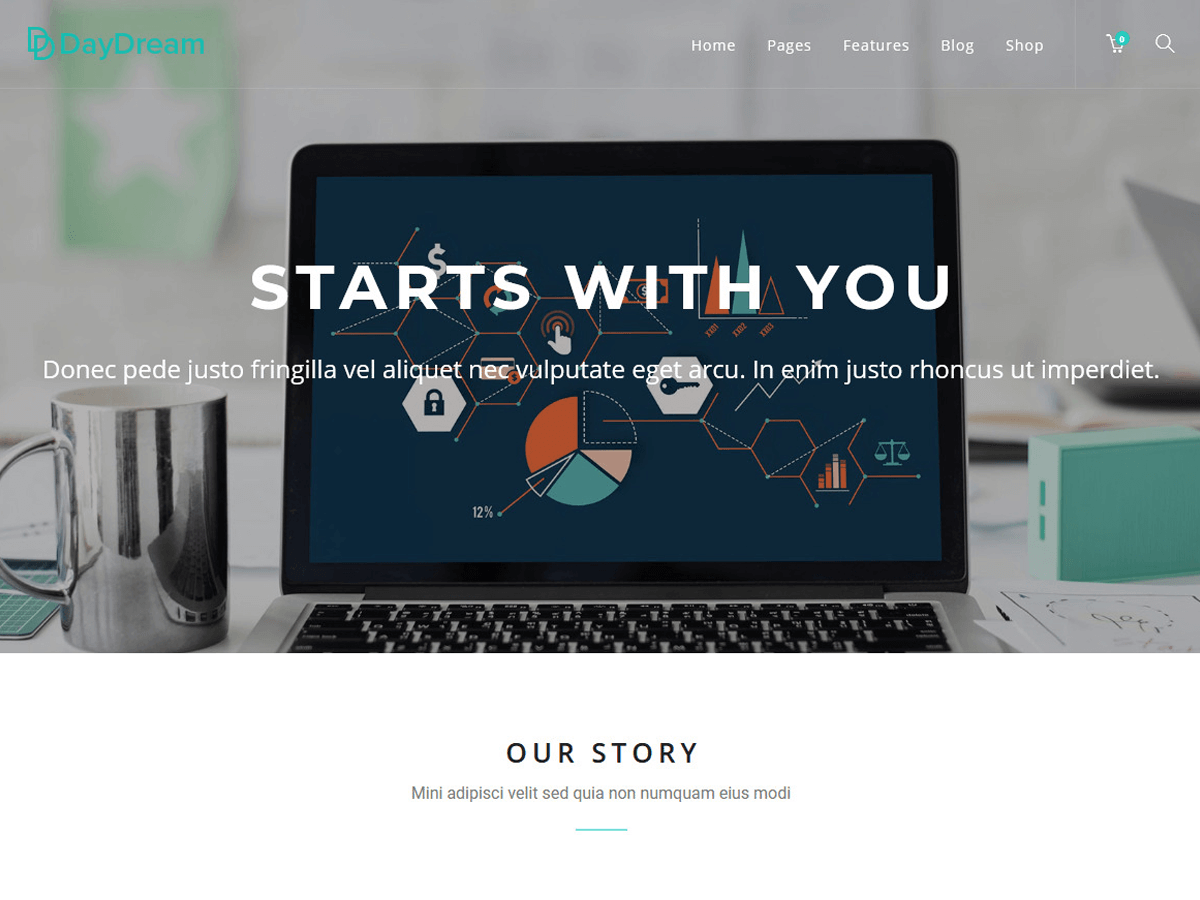 DayDream
Home Pages Features Blog Shop
0
STARTS WITH YOU
Donec pede justo fringilla vel aliquet nec vulputate eget arcu. In enim justo rhoncus ut imperdiet.
12%
OUR STORY
Mini adipisci velit sed quia non numquam eius modi